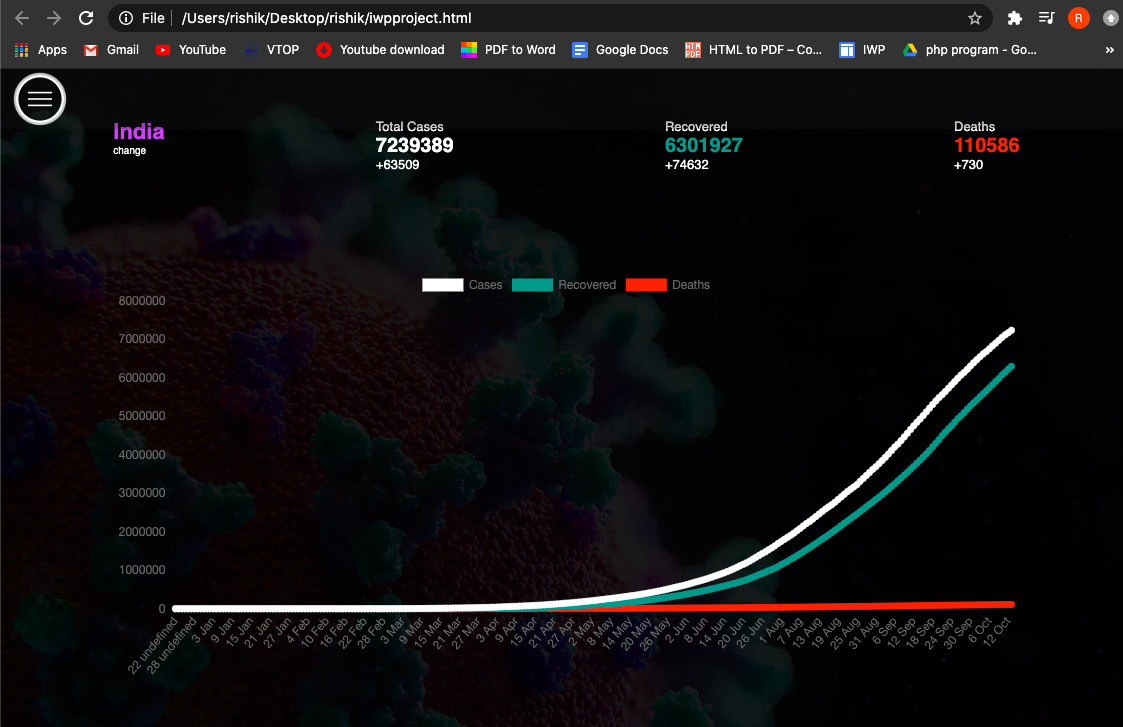 File /Users/rishik/Desktop/rishik/iwpproject.html R
Apps Gmail YouTube VTOP Youtube download PDF to Word Google Docs HTML to PDF – Co... IWP php program - Go... »
India
change
Total Cases
7239389
+63509
Recovered
6301927
+74632
Deaths
110586
+730
Cases Recovered Deaths
8000000
7000000
6000000
5000000
4000000
3000000
2000000
1000000
0
22 undefined
28 undefined
3 Jan
9 Jan
15 Jan
21 Jan
27 Jan
4 Feb
10 Feb
16 Feb
22 Feb
28 Feb
3 Mar
9 Mar
15 Mar
21 Mar
27 Mar
3 Apr
9 Apr
15 Apr
21 Apr
27 Apr
2 May
8 May
14 May
20 May
26 May
2 Jun
8 Jun
14 Jun
20 Jun
26 Jun
1 Aug
7 Aug
13 Aug
19 Aug
25 Aug
31 Aug
6 Sep
12 Sep
18 Sep
24 Sep
30 Sep
6 Oct
12 Oct